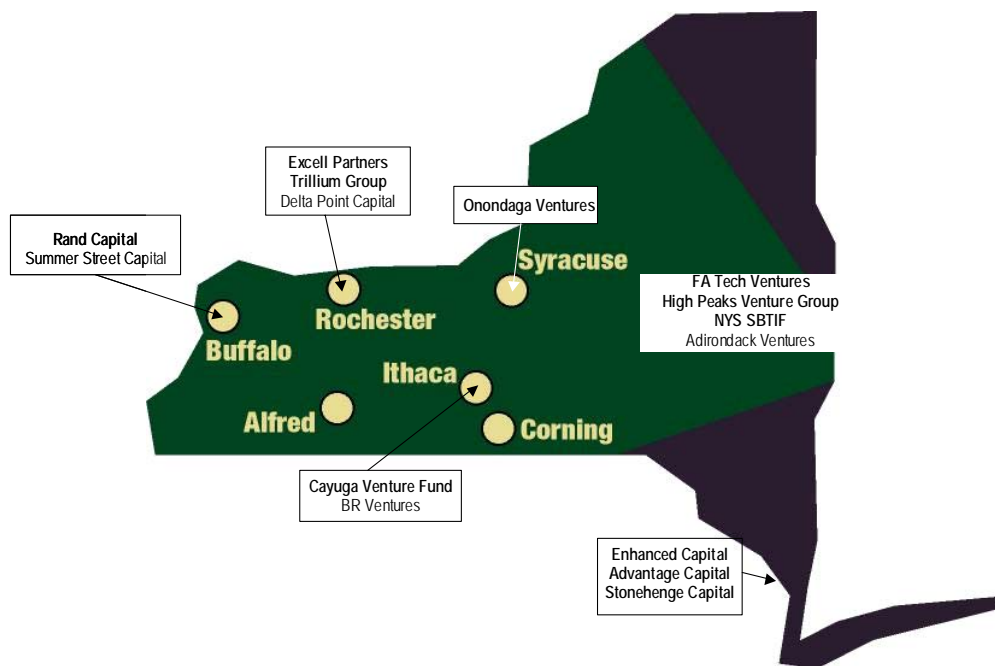 Excell Partners
Trillium Group
Delta Point Capital
Onondaga Ventures
Rand Capital
Summer Street Capital
Syracuse
FA Tech Ventures
High Peaks Venture Group
NYS SBTIF
Adirondack Ventures
Rochester
Buffalo
Ithaca
Alfred
Corning
Cayuga Venture Fund
BR Ventures
Enhanced Capital
Advantage Capital
Stonehenge Capital